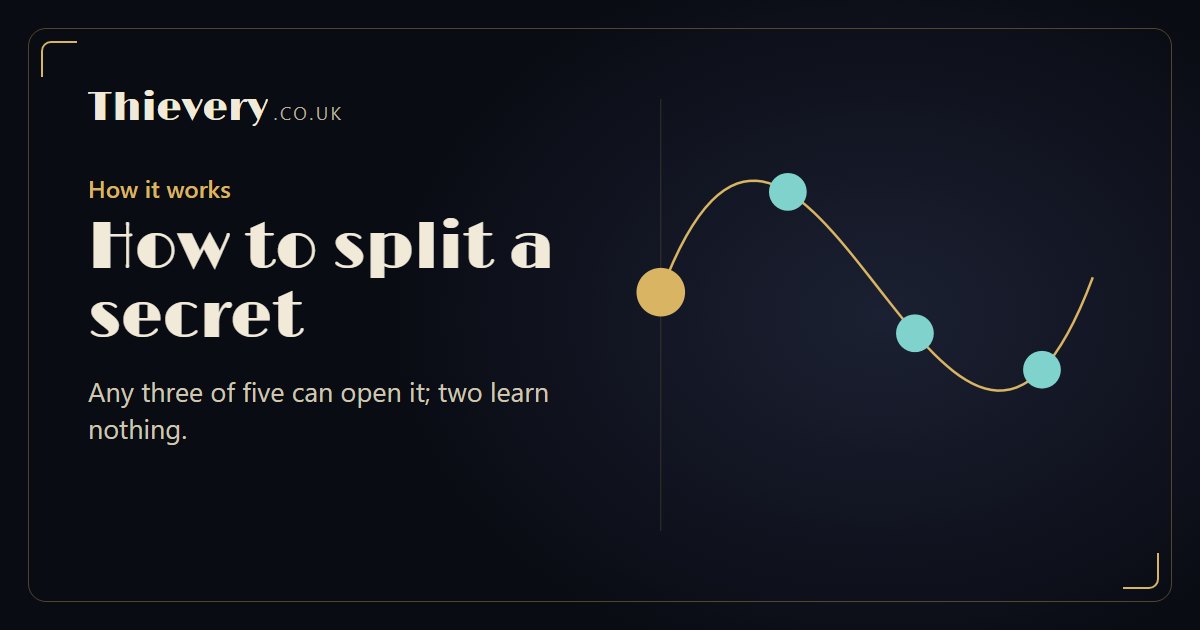 Thievery.CO.UK
How it works
How to split a
secret
Any three of five can open it; two learn
nothing.